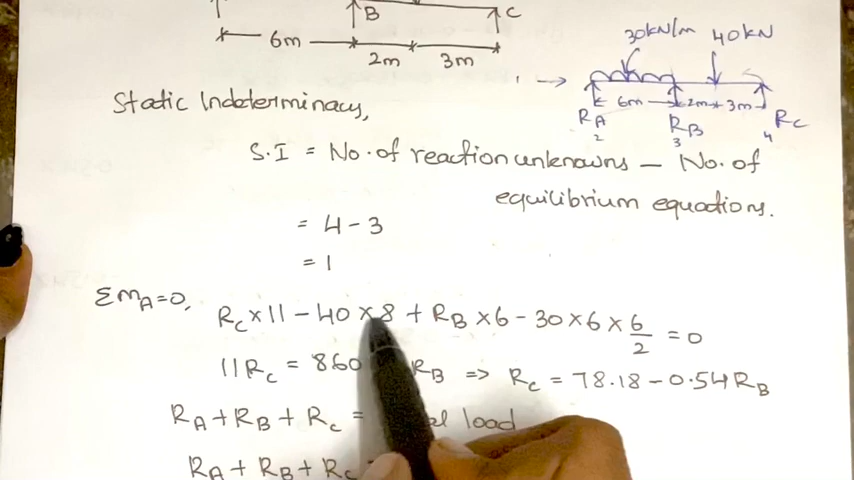 B
C
6m
2m
3m
30kN/m 40kN
6m 2m 3m
RA RB RC
2 3 4
1
Static Indeterminacy,
S.I = No. of reaction unknowns — No. of
equilibrium equations.
= 4 - 3
= 1
ΣMA=0,
Rc × 11 - 40 × 8 + RB × 6 - 30 × 6 × 6/2 = 0
11Rc = 860 RB => Rc = 78.18 - 0.54RB
RA + RB + Rc = load
RA + RB + Rc